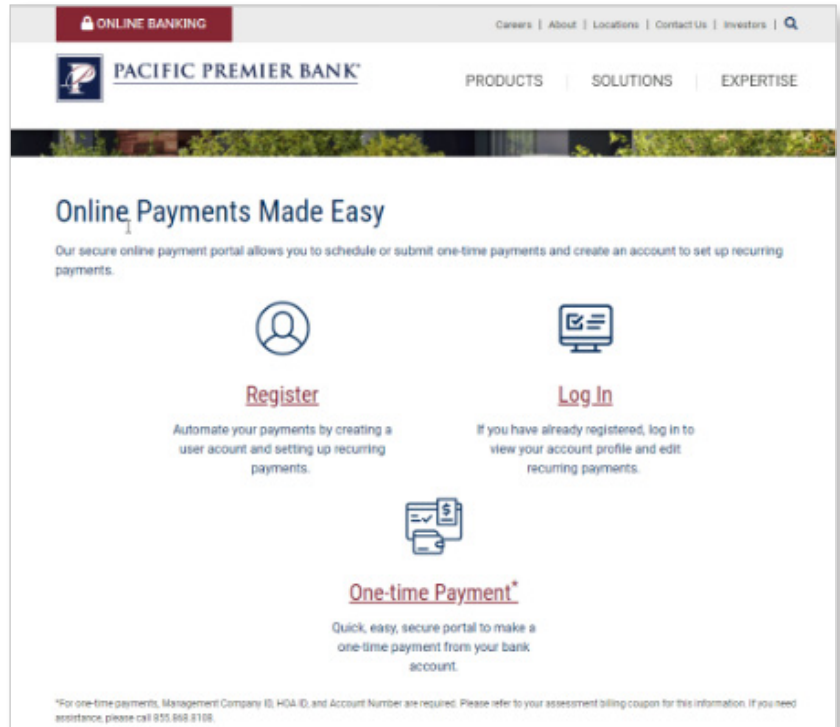 ONLINE BANKING
Careers | About | Locations | Contact Us | Investors |
PACIFIC PREMIER BANK
PRODUCTS | SOLUTIONS | EXPERTISE
Online Payments Made Easy
Our secure online payment portal allows you to schedule or submit one-time payments and create an account to set up recurring
payments.
Register
Automate your payments by creating a
user acount and setting up recurring
payments.
Log In
If you have already registered, log in to
view your account profile and edit
recurring payments.
One-time Payment*
Quick, easy, secure portal to make a
one-time payment from your bank
account.
*For one-time payments, Management Company ID, HOA ID, and Account Number are required. Please refer to your assessment billing coupon for this information. If you need
assistance, please call 855.868.8108.